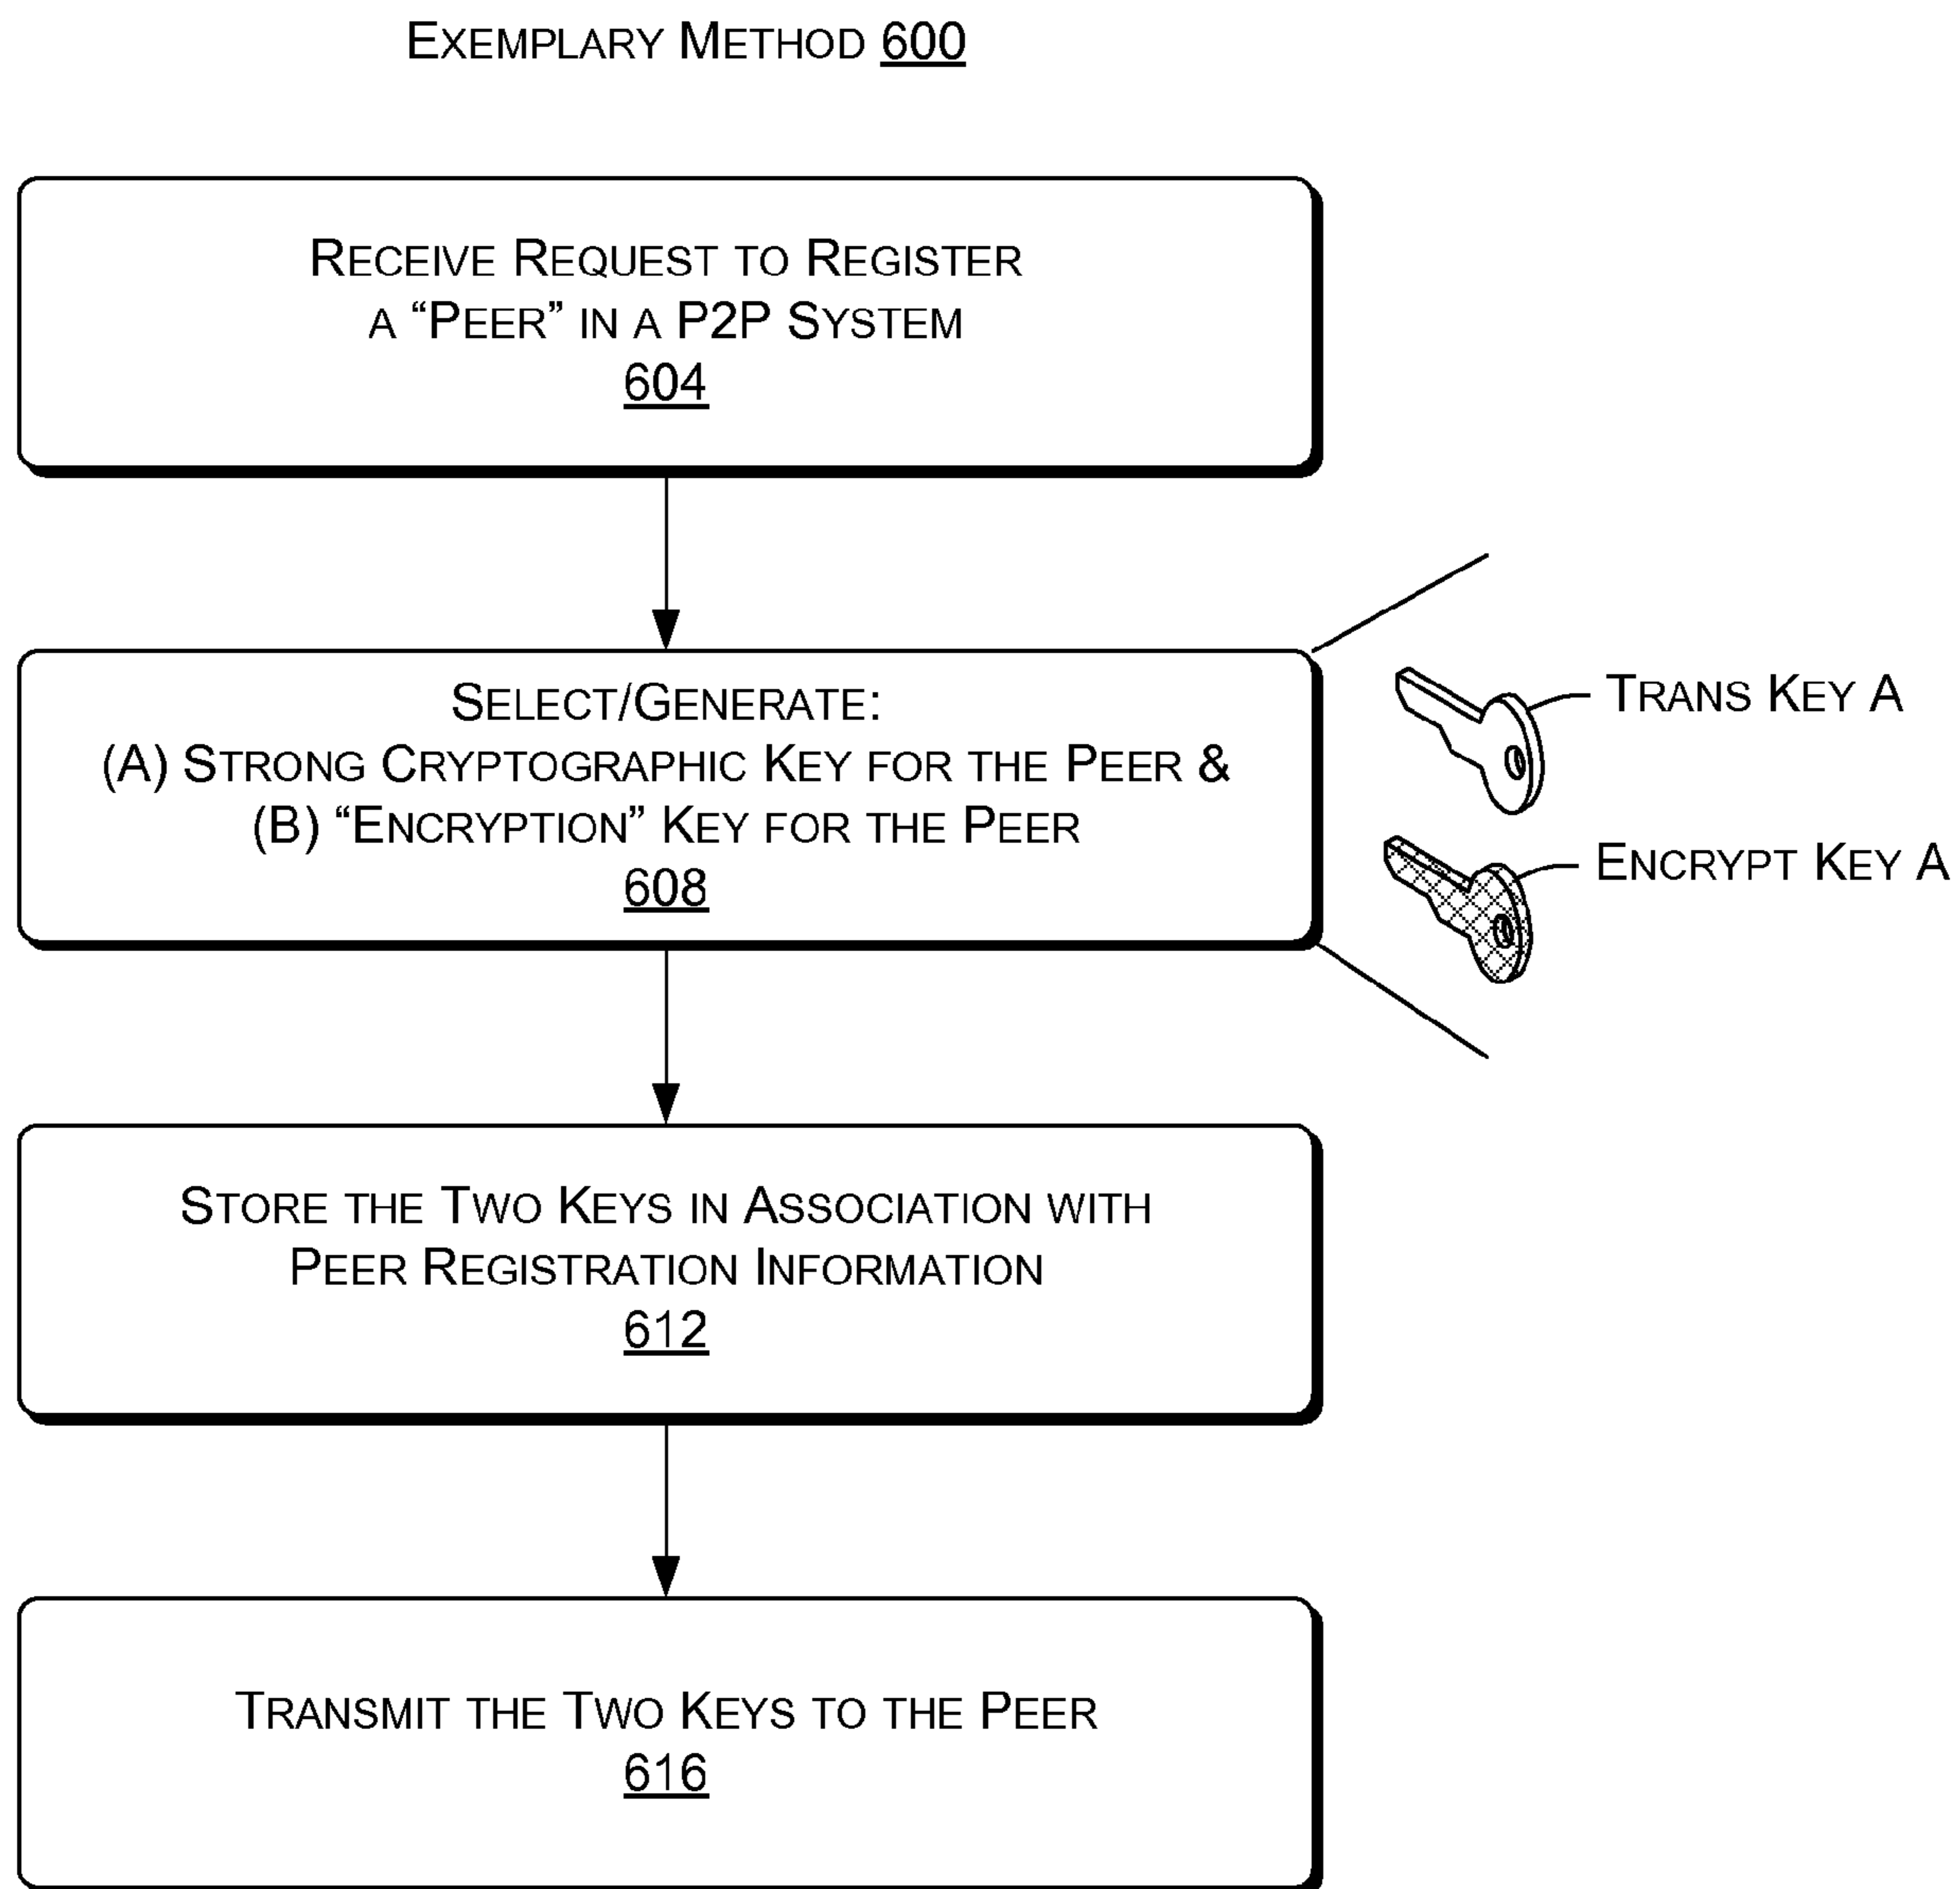 EXEMPLARY METHOD 600
RECEIVE REQUEST TO REGISTER
A “PEER” IN A P2P SYSTEM
604
SELECT/GENERATE:
(A) STRONG CRYPTOGRAPHIC KEY FOR THE PEER &
(B) “ENCRYPTION” KEY FOR THE PEER
608
TRANS KEY A
ENCRYPT KEY A
STORE THE TWO KEYS IN ASSOCIATION WITH
PEER REGISTRATION INFORMATION
612
TRANSMIT THE TWO KEYS TO THE PEER
616